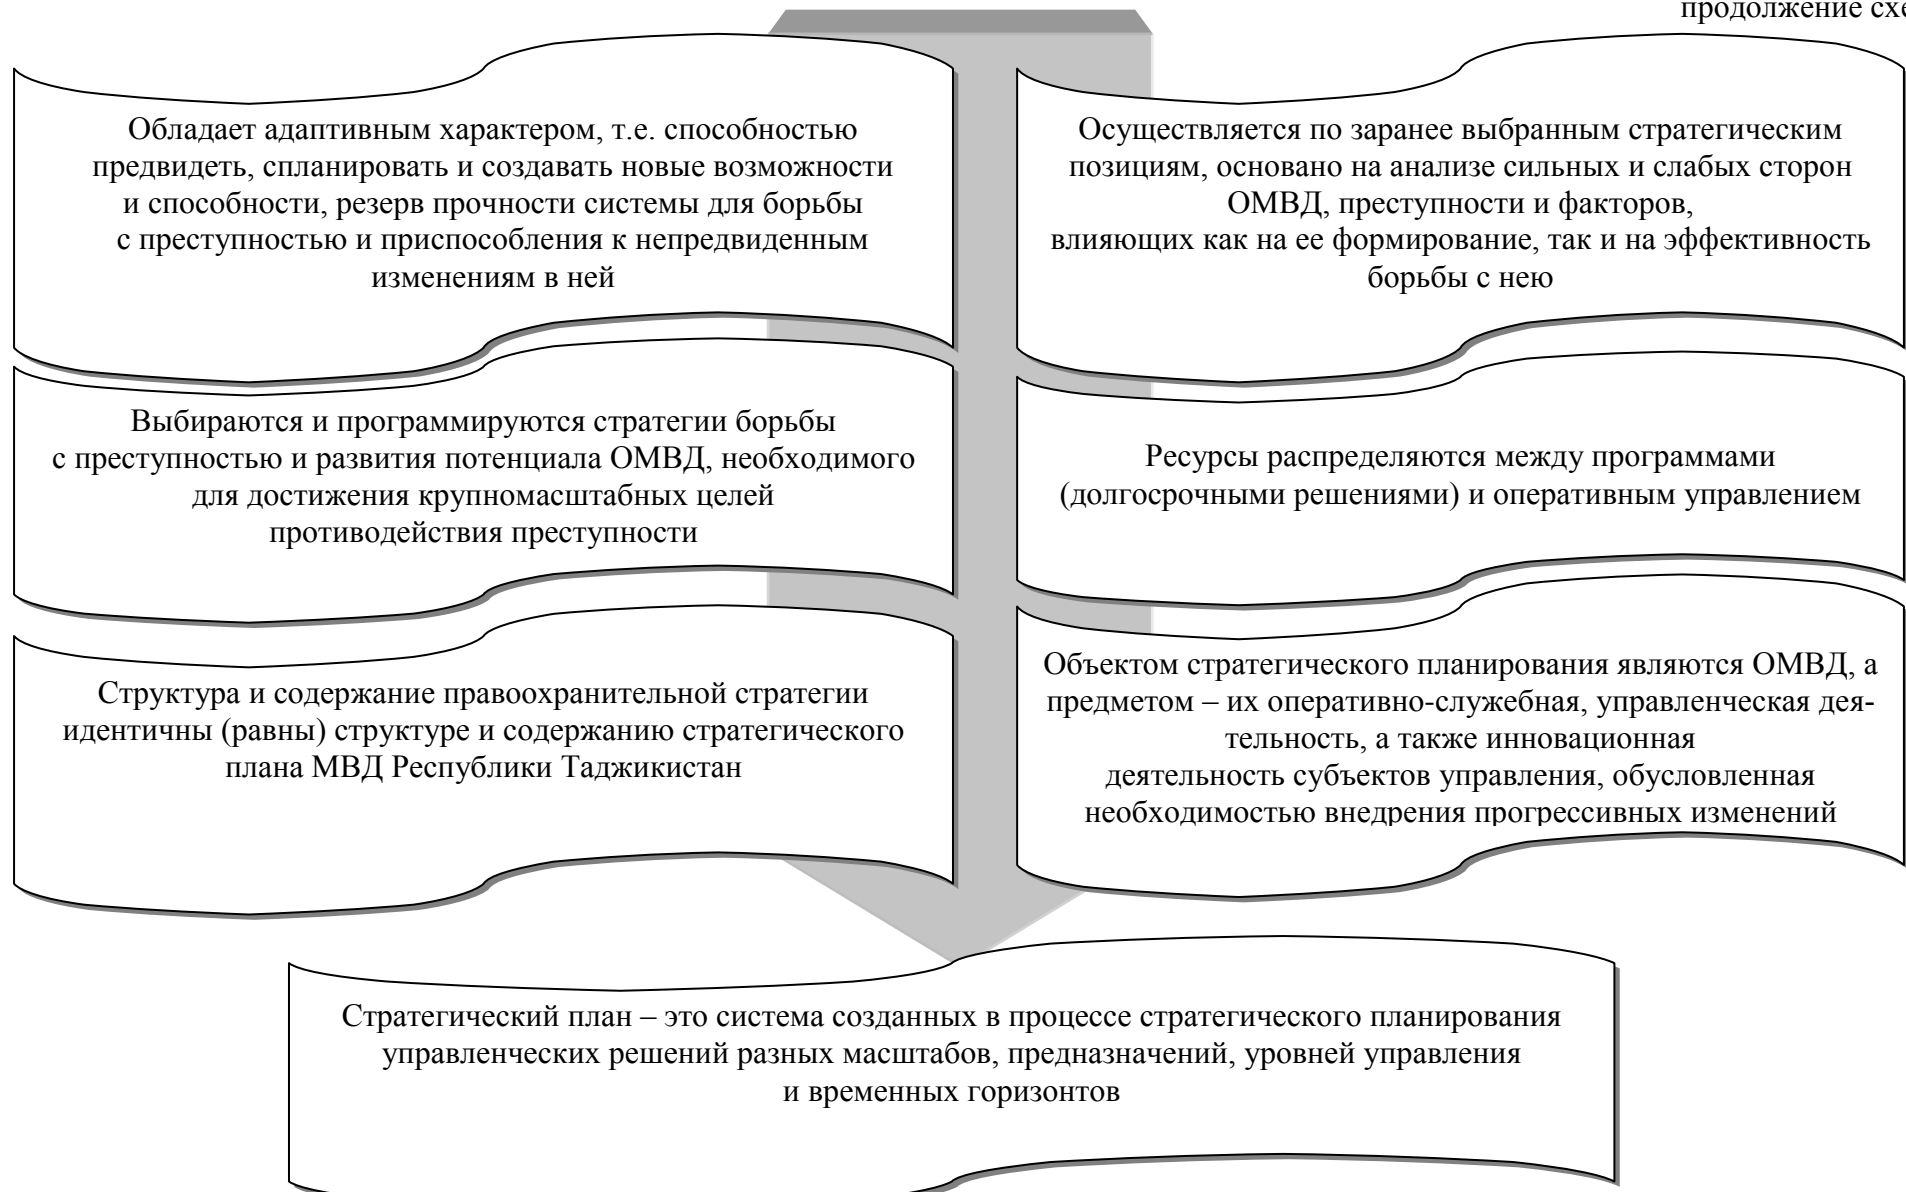 продолжение схе
Обладает адаптивным характером, т.е. способностью
предвидеть, спланировать и создавать новые возможности
и способности, резерв прочности системы для борьбы
с преступностью и приспособления к непредвиденным
изменениям в ней
Осуществляется по заранее выбранным стратегическим
позициям, основано на анализе сильных и слабых сторон
ОМВД, преступности и факторов,
влияющих как на ее формирование, так и на эффективность
борьбы с нею
Выбираются и программируются стратегии борьбы
с преступностью и развития потенциала ОМВД, необходимого
для достижения крупномасштабных целей
противодействия преступности
Ресурсы распределяются между программами
(долгосрочными решениями) и оперативным управлением
Структура и содержание правоохранительной стратегии
идентичны (равны) структуре и содержанию стратегического
плана МВД Республики Таджикистан
Объектом стратегического планирования являются ОМВД, а
предметом – их оперативно-служебная, управленческая дея-
тельность, а также инновационная
деятельность субъектов управления, обусловленная
необходимостью внедрения прогрессивных изменений
Стратегический план – это система созданных в процессе стратегического планирования
управленческих решений разных масштабов, предназначений, уровней управления
и временных горизонтов